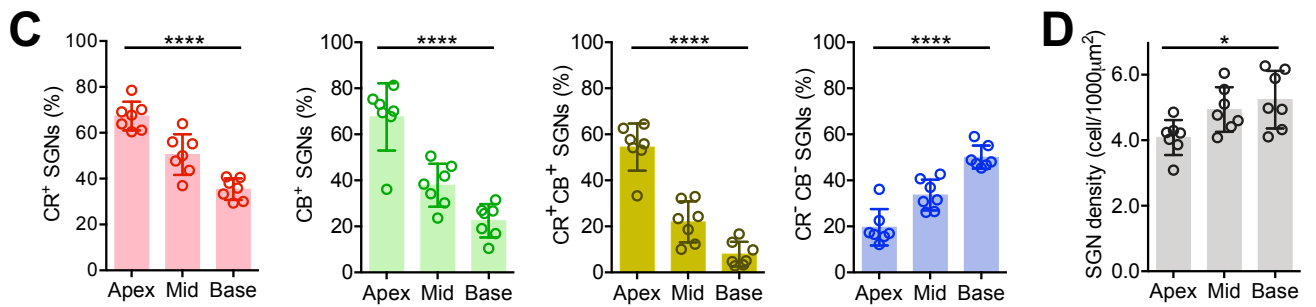 C
CR+ SGNs (%)
100
80
60
40
20
0
****
Apex Mid Base
CB+ SGNs (%)
100
80
60
40
20
0
****
Apex Mid Base
CR+ CB+ SGNs (%)
100
80
60
40
20
0
****
Apex Mid Base
CR- CB- SGNs (%)
100
80
60
40
20
0
****
Apex Mid Base
D
SGN density (cell/1000μm²)
6.0
4.0
2.0
0.0
*
Apex Mid Base